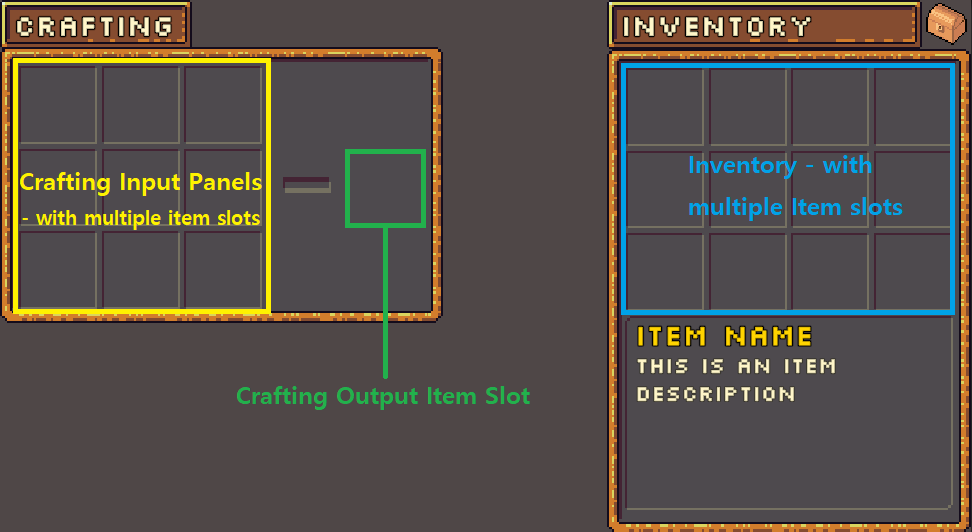 CRAFTING
Crafting Input Panels
- with multiple item slots
Crafting Output Item Slot
INVENTORY
Inventory - with
multiple Item slots
ITEM NAME
THIS IS AN ITEM
DESCRIPTION